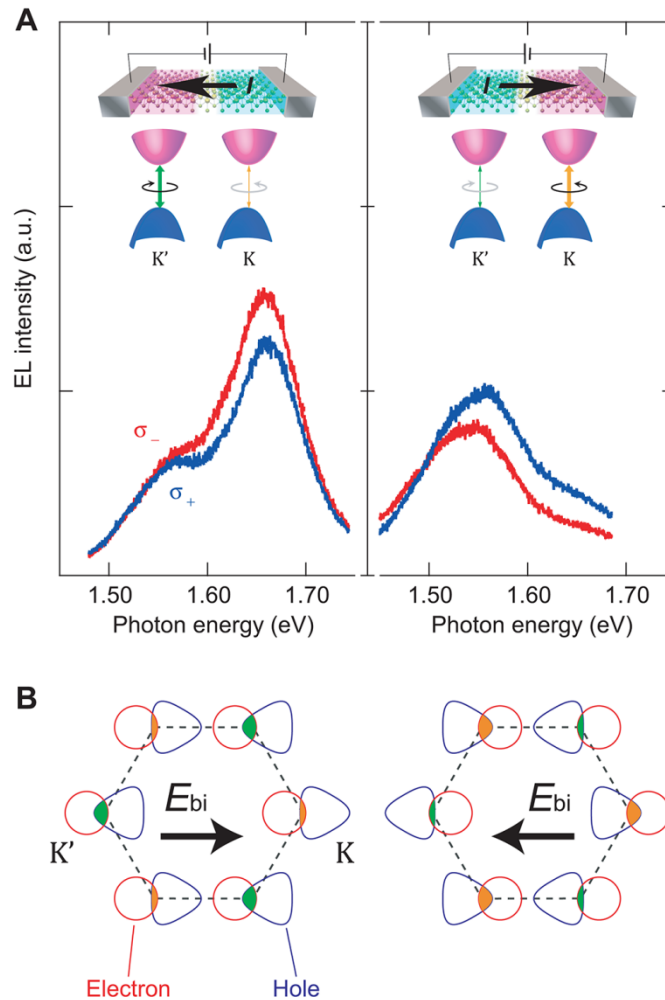 A
EL intensity (a.u.)
I
K'
K
σ−
σ+
1.50
1.60
1.70
Photon energy (eV)
I
K'
K
1.50
1.60
1.70
Photon energy (eV)
B
Ebi
K'
K
Electron
Hole
Ebi